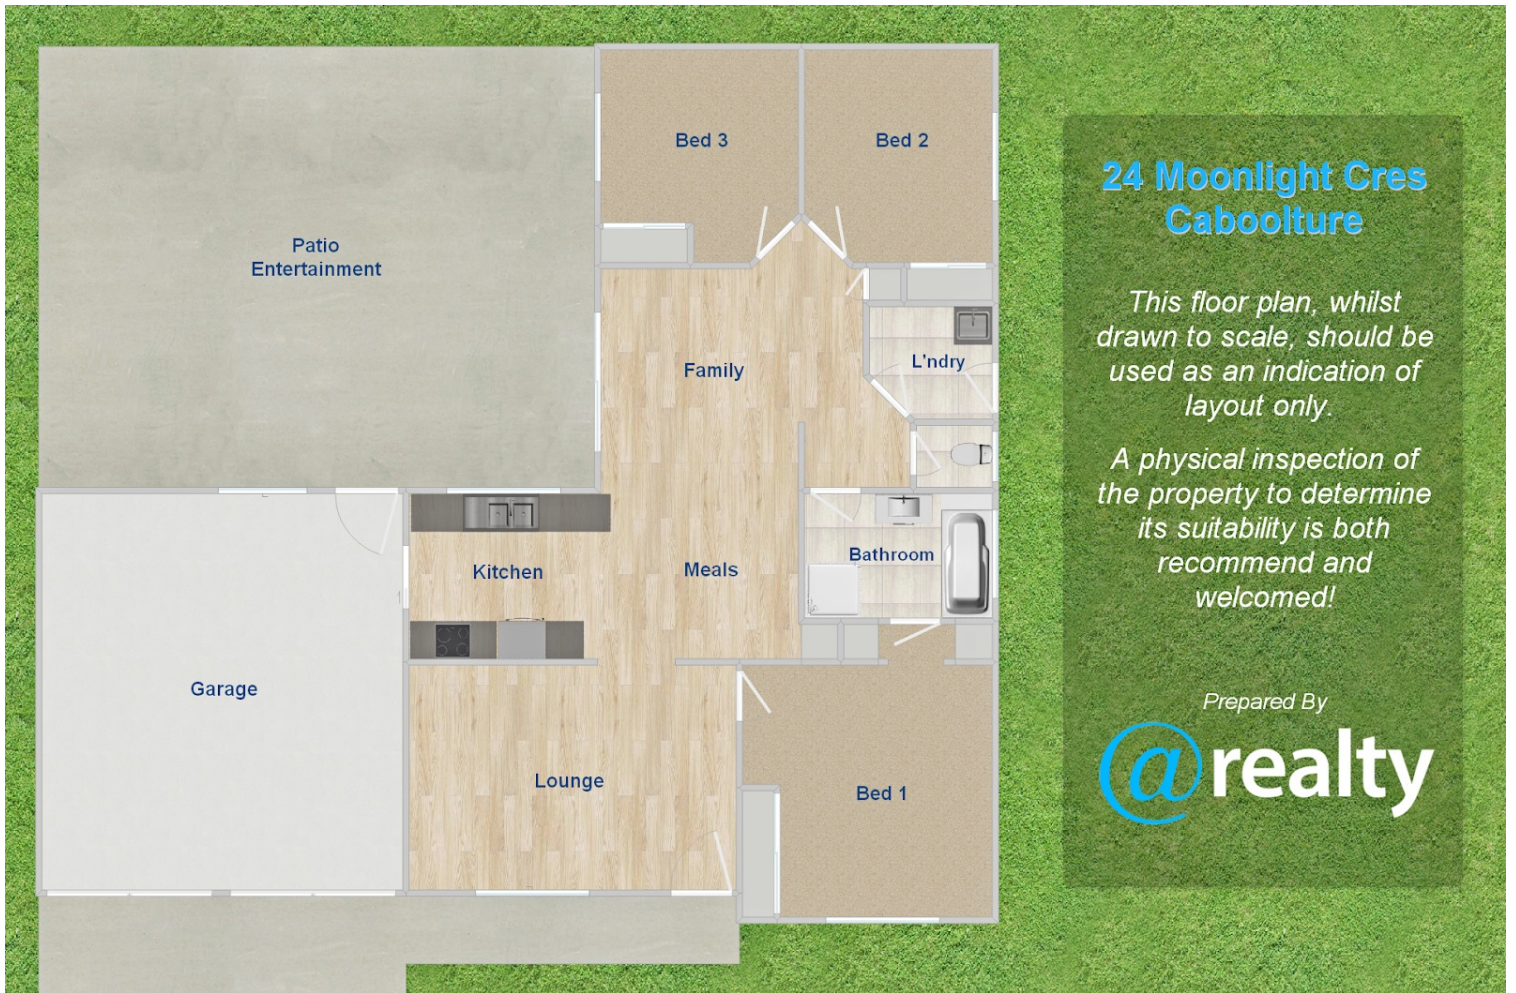 Bed 3
Bed 2
Patio
Entertainment
Family
L'ndry
Kitchen
Meals
Bathroom
Garage
Lounge
Bed 1
24 Moonlight Cres
Caboolture
This floor plan, whilst
drawn to scale, should be
used as an indication of
layout only.
A physical inspection of
the property to determine
its suitability is both
recommend and
welcomed!
Prepared By
@realty